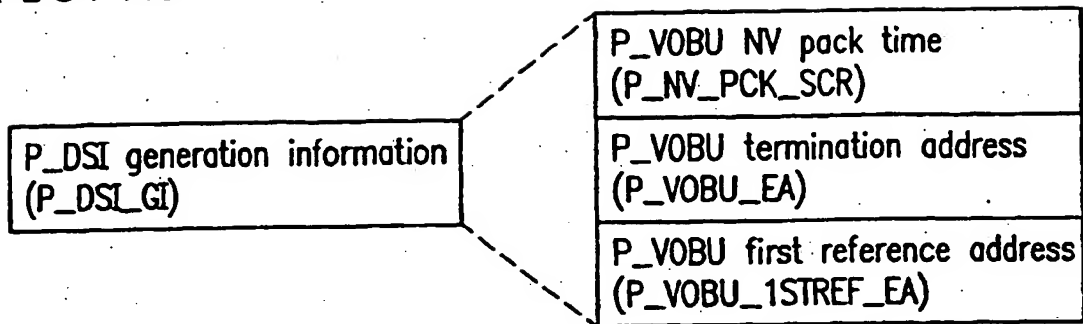 P_DSI generation information
(P_DSI_GI)
P_VOBU NV pack time
(P_NV_PCK_SCR)
P_VOBU termination address
(P_VOBU_EA)
P_VOBU first reference address
(P_VOBU_1STREF_EA)